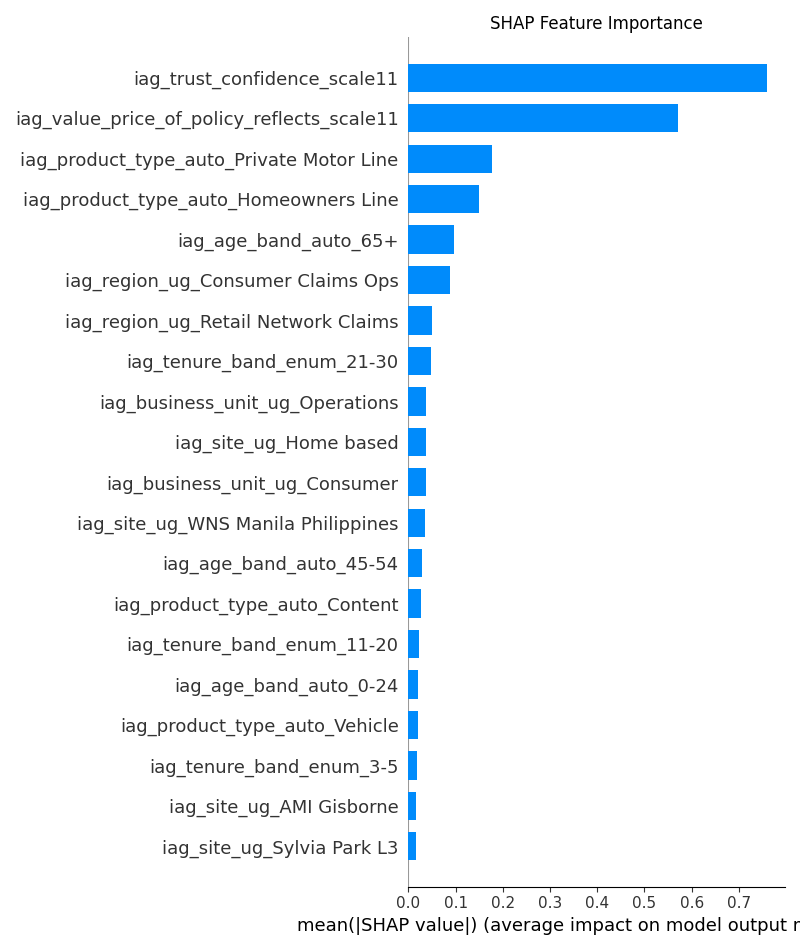 SHAP Feature Importance
iag_trust_confidence_scale11
iag_value_price_of_policy_reflects_scale11
iag_product_type_auto_Private Motor Line
iag_product_type_auto_Homeowners Line
iag_age_band_auto_65+
iag_region_ug_Consumer Claims Ops
iag_region_ug_Retail Network Claims
iag_tenure_band_enum_21-30
iag_business_unit_ug_Operations
iag_site_ug_Home based
iag_business_unit_ug_Consumer
iag_site_ug_WNS Manila Philippines
iag_age_band_auto_45-54
iag_product_type_auto_Content
iag_tenure_band_enum_11-20
iag_age_band_auto_0-24
iag_product_type_auto_Vehicle
iag_tenure_band_enum_3-5
iag_site_ug_AMI Gisborne
iag_site_ug_Sylvia Park L3
0.0 0.1 0.2 0.3 0.4 0.5 0.6 0.7
mean(|SHAP value|) (average impact on model output